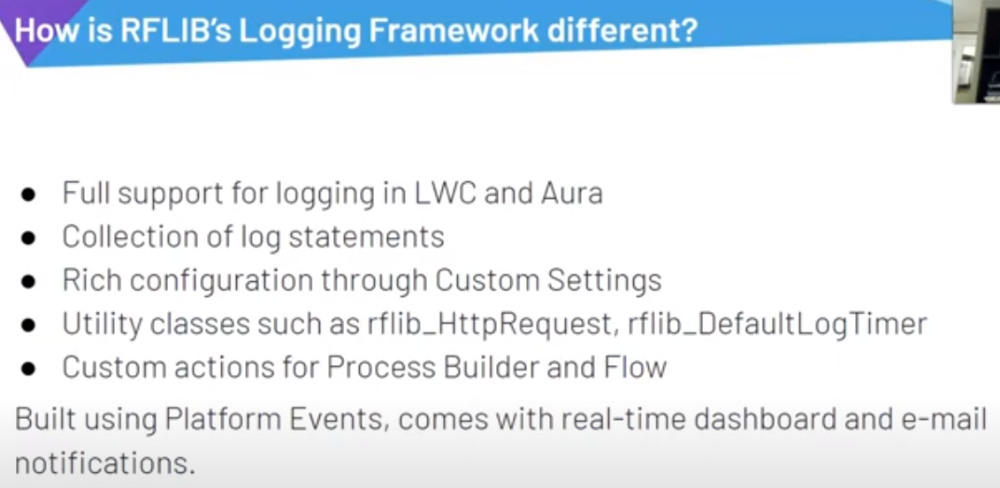 How is RFLIB's Logging Framework different?
● Full support for logging in LWC and Aura
● Collection of log statements
● Rich configuration through Custom Settings
● Utility classes such as rflib_HttpRequest, rflib_DefaultLogTimer
● Custom actions for Process Builder and Flow
Built using Platform Events, comes with real-time dashboard and e-mail
notifications.